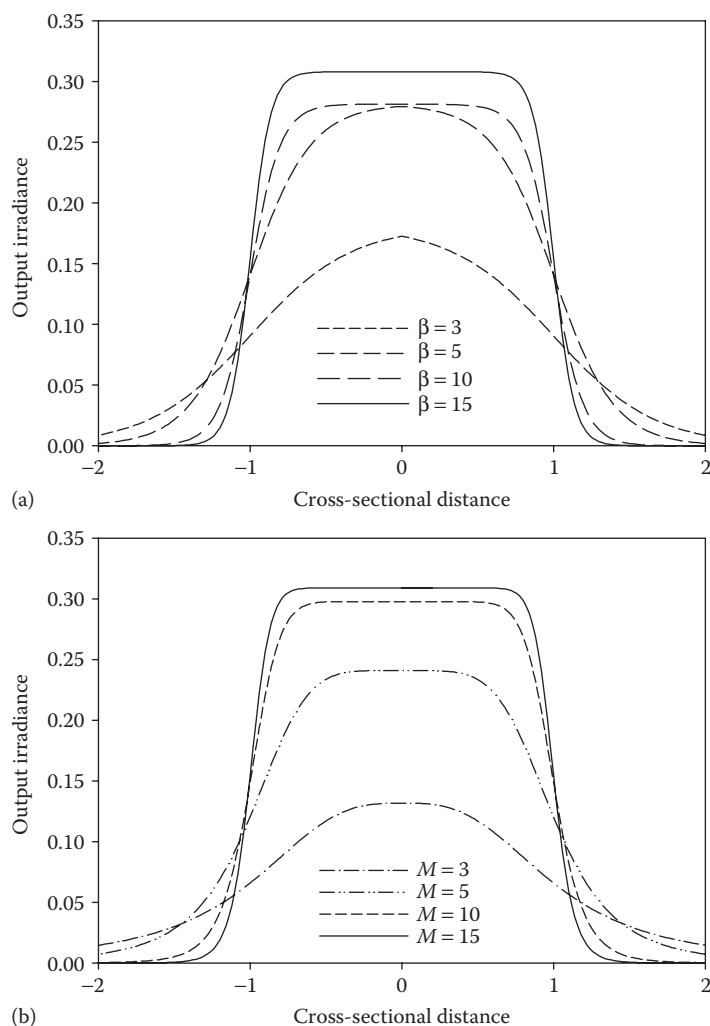 0.35
0.30
0.25
0.20
0.15
0.10
0.05
0.00
Output irradiance
β = 3
β = 5
β = 10
β = 15
−2
−1
0
1
2
(a)
Cross-sectional distance
0.35
0.30
0.25
0.20
0.15
0.10
0.05
0.00
Output irradiance
M = 3
M = 5
M = 10
M = 15
−2
−1
0
1
2
(b)
Cross-sectional distance